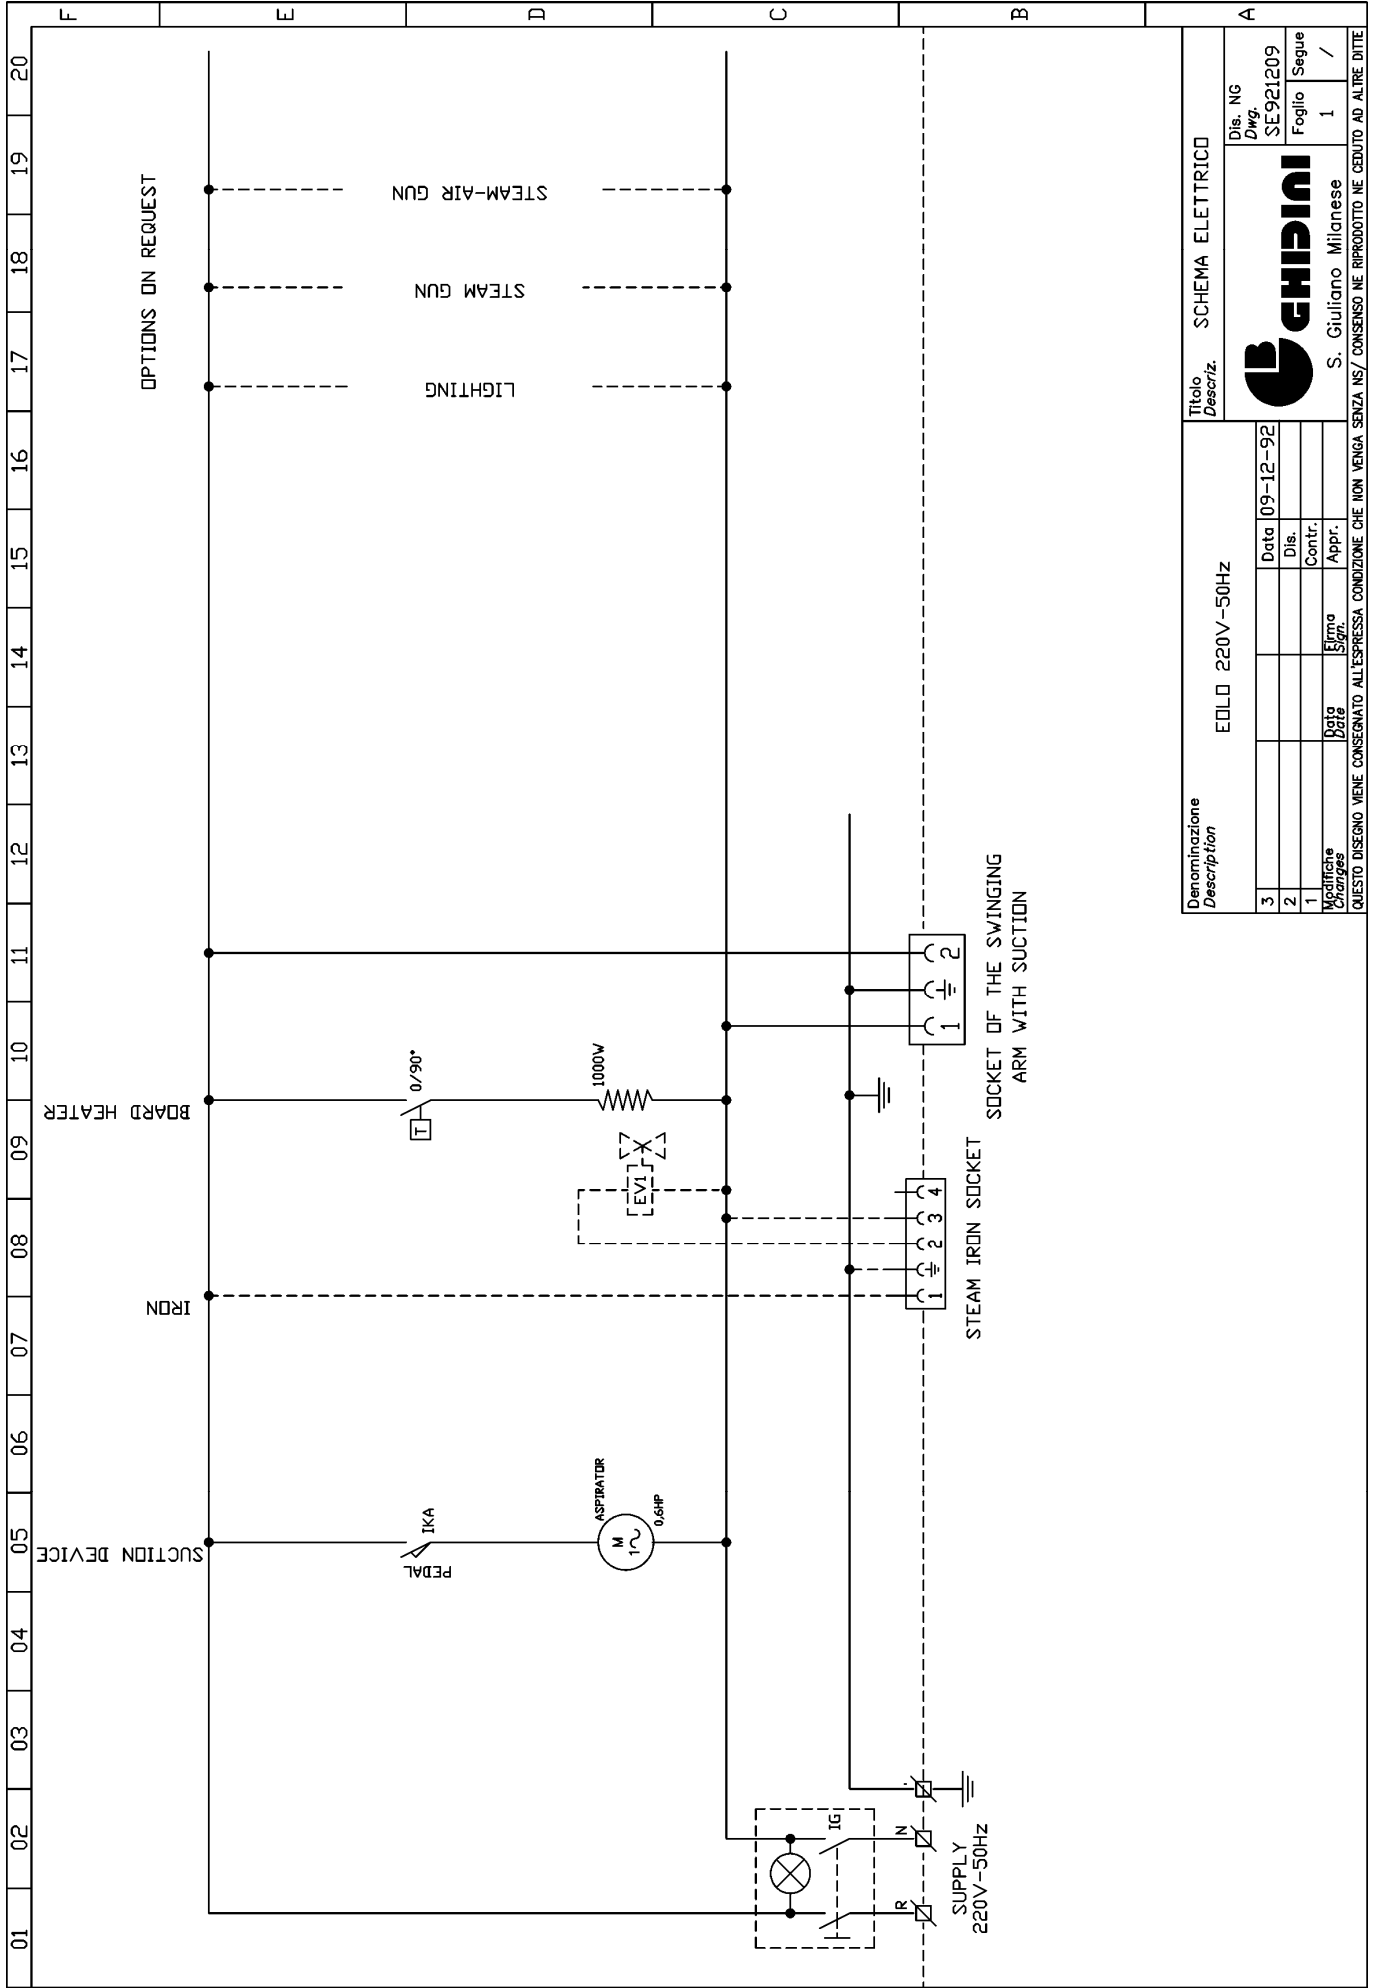 01 02 03 04 05 06 07 08 09 10 11 12 13 14 15 16 17 18 19 20
F
E
D
C
B
A
SUCTION DEVICE
IRON
BOARD HEATER
OPTIONS ON REQUEST
PEDAL
IKA
ASPIRATOR
M
1
0,6HP
T
0/90°
1000W
EV1
LIGHTING
STEAM GUN
STEAM-AIR GUN
IG
R
N
SUPPLY
220V-50Hz
1
2
3
4
STEAM IRON SOCKET
1
2
SOCKET OF THE SWINGING
ARM WITH SUCTION
Denominazione
Description
EOLO 220V-50Hz
Titolo
Descriz.
SCHEMA ELETTRICO
3
2
1
Modifiche
Changes
Data
Date
Firma
Sign.
Data 09-12-92
Dis.
Contr.
Appr.
B GHIDINI
S. Giuliano Milanese
Dis. NG
Dwg.
SE921209
Foglio Segue
1 /
QUESTO DISEGNO VIENE CONSEGNATO ALL'ESPRESSA CONDIZIONE CHE NON VENGA SENZA NS/ CONSENSO NE RIPRODOTTO NE CEDUTO AD ALTRE DITTE